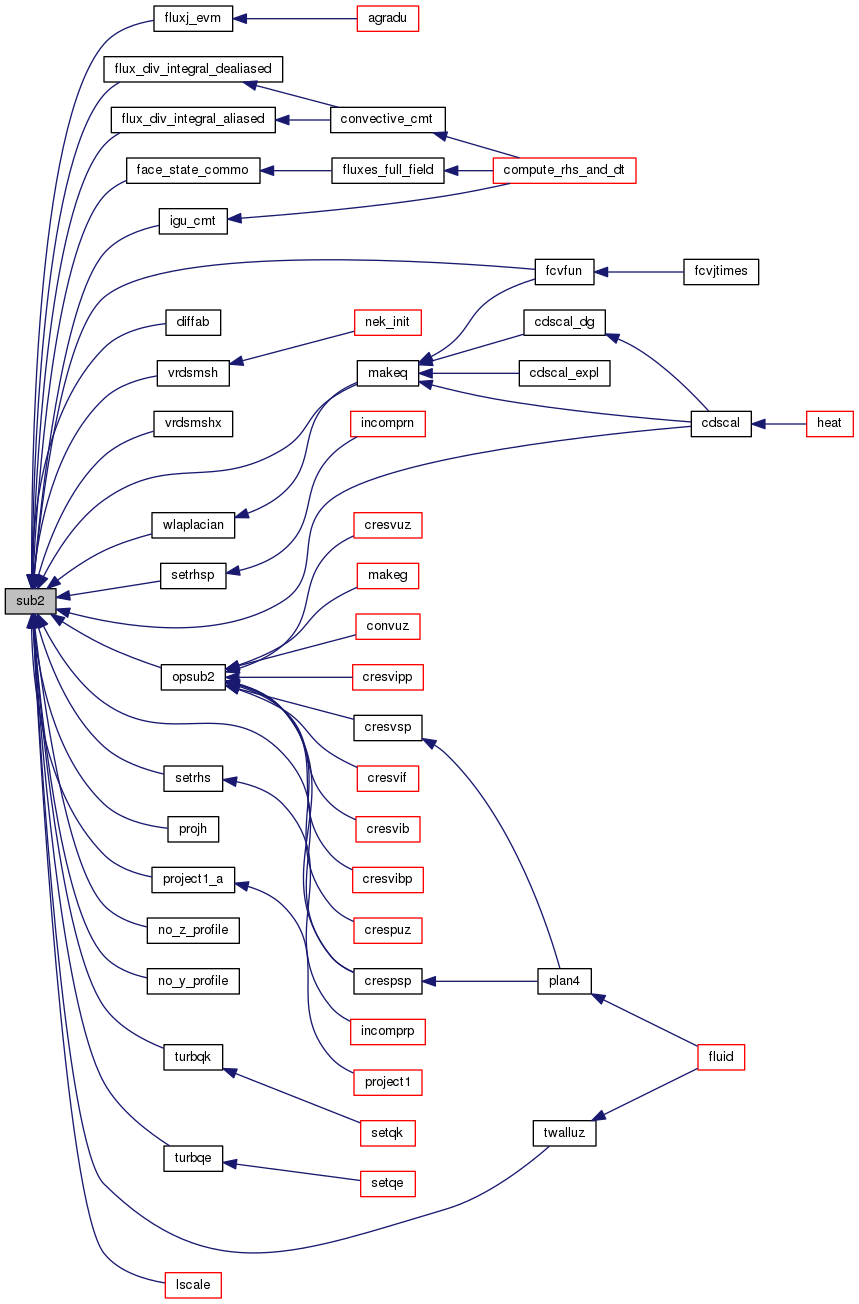 fluxj_evm
agradu
flux_div_integral_dealiased
flux_div_integral_aliased
convective_cmt
face_state_commo
fluxes_full_field
compute_rhs_and_dt
igu_cmt
fcvfun
fcvjtimes
diffab
nek_init
cdscal_dg
vrdsmsh
makeq
cdscal_expl
vrdsmshx
incomprn
cdscal
heat
wlaplacian
cresvuz
setrhsp
makeg
sub2
convuz
opsub2
cresvipp
cresvsp
setrhs
cresvif
projh
cresvib
project1_a
cresvibp
no_z_profile
crespuz
no_y_profile
crespsp
plan4
incomprp
turbqk
fluid
project1
setqk
twalluz
turbqe
setqe
lscale